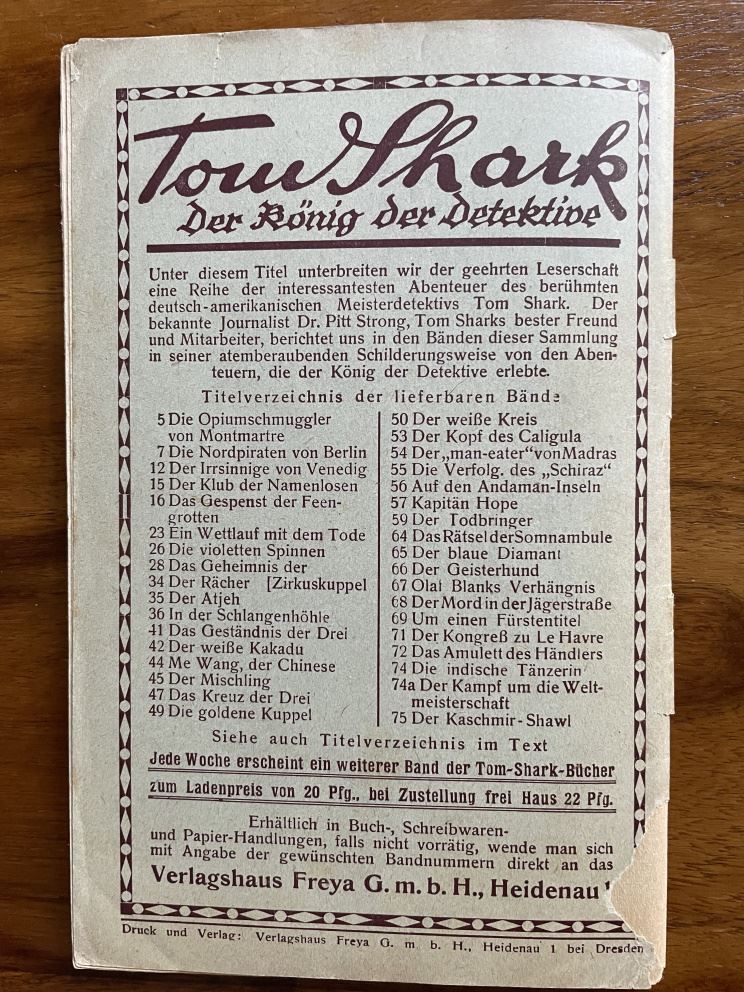 Tom Shark
Der König der Detektive
Unter diesem Titel unterbreiten wir der geehrten Leserschaft
eine Reihe der interessantesten Abenteuer des berühmten
deutsch-amerikanischen Meisterdetektivs Tom Shark. Der
bekannte Journalist Dr. Pitt Strong, Tom Sharks bester Freund
und Mitarbeiter, berichtet uns in den Bänden dieser Sammlung
in seiner atemberaubenden Schilderungsweise von den Aben-
teuern, die der König der Detektive erlebte.
Titelverzeichnis der lieferbaren Bände
5 Die Opiumschmuggler
von Montmartre
7 Die Nordpiraten von Berlin
12 Der Irrsinnige von Venedig
15 Der Klub der Namenlosen
16 Das Gespenst der Feen-
grotten
23 Ein Wettlauf mit dem Tode
26 Die violetten Spinnen
28 Das Geheimnis der
34 Der Rächer [Zirkuskuppel
35 Der Atjeh
36 In der Schlangenhöhle
41 Das Geständnis der Drei
42 Der weiße Kakadu
44 Me Wang, der Chinese
45 Der Mischling
47 Das Kreuz der Drei
49 Die goldene Kuppel
50 Der weiße Kreis
53 Der Kopf des Caligula
54 Der „man-eater" von Madras
55 Die Verfolg. des „Schiraz"
56 Auf den Andaman-Inseln
57 Kapitän Hope
59 Der Todbringer
64 Das Rätsel der Somnambule
65 Der blaue Diamant
66 Der Geisterhund
67 Olaf Blanks Verhängnis
68 Der Mord in der Jägerstraße
69 Um einen Fürstentitel
71 Der Kongreß zu Le Havre
72 Das Amulett des Händlers
74 Die indische Tänzerin
74a Der Kampf um die Welt-
meisterschaft
75 Der Kaschmir-Shawl
Siehe auch Titelverzeichnis im Text
Jede Woche erscheint ein weiterer Band der Tom-Shark-Bücher
zum Ladenpreis von 20 Pfg., bei Zustellung frei Haus 22 Pfg.
Erhältlich in Buch-, Schreibwaren-
und Papier-Handlungen, falls nicht vorrätig, wende man sich
mit Angabe der gewünschten Bandnummern direkt an das
Verlagshaus Freya G. m. b. H., Heidenau
Druck und Verlag: Verlagshaus Freya G. m. b. H., Heidenau 1 bei Dresden